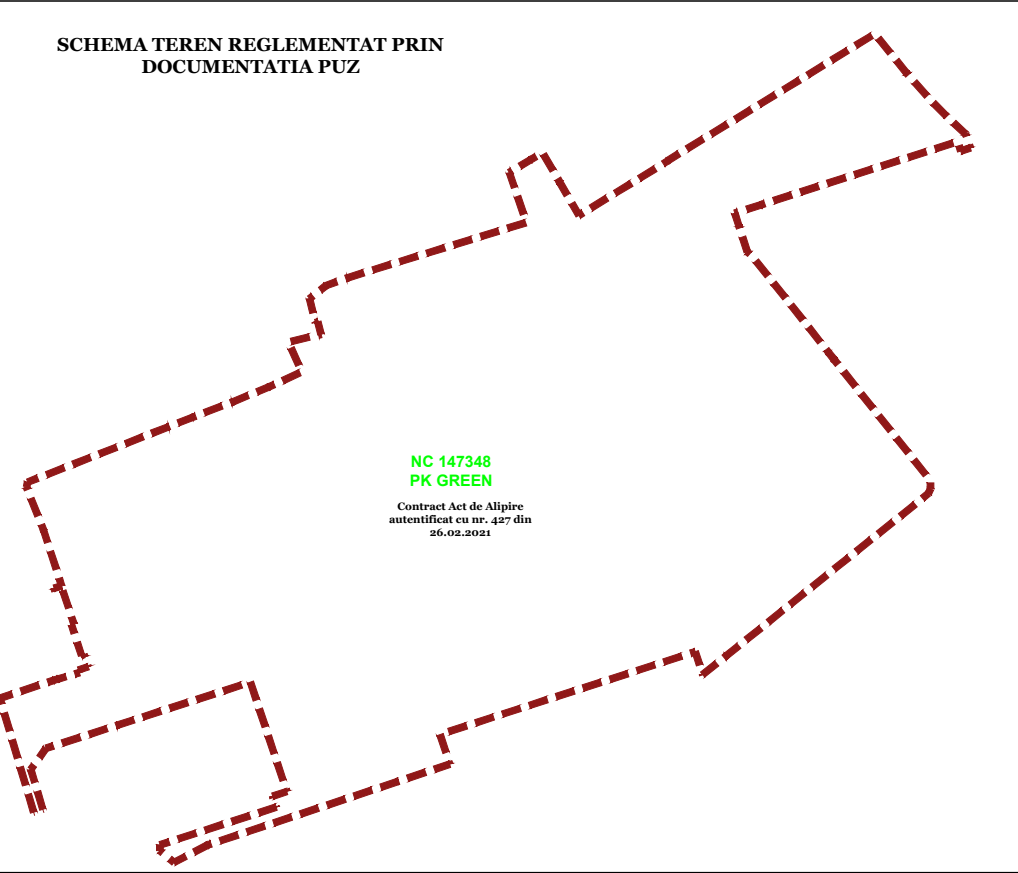 SCHEMA TEREN REGLEMENTAT PRIN
DOCUMENTATIA PUZ
NC 147348
PK GREEN
Contract Act de Alipire
autentificat cu nr. 427 din
26.02.2021